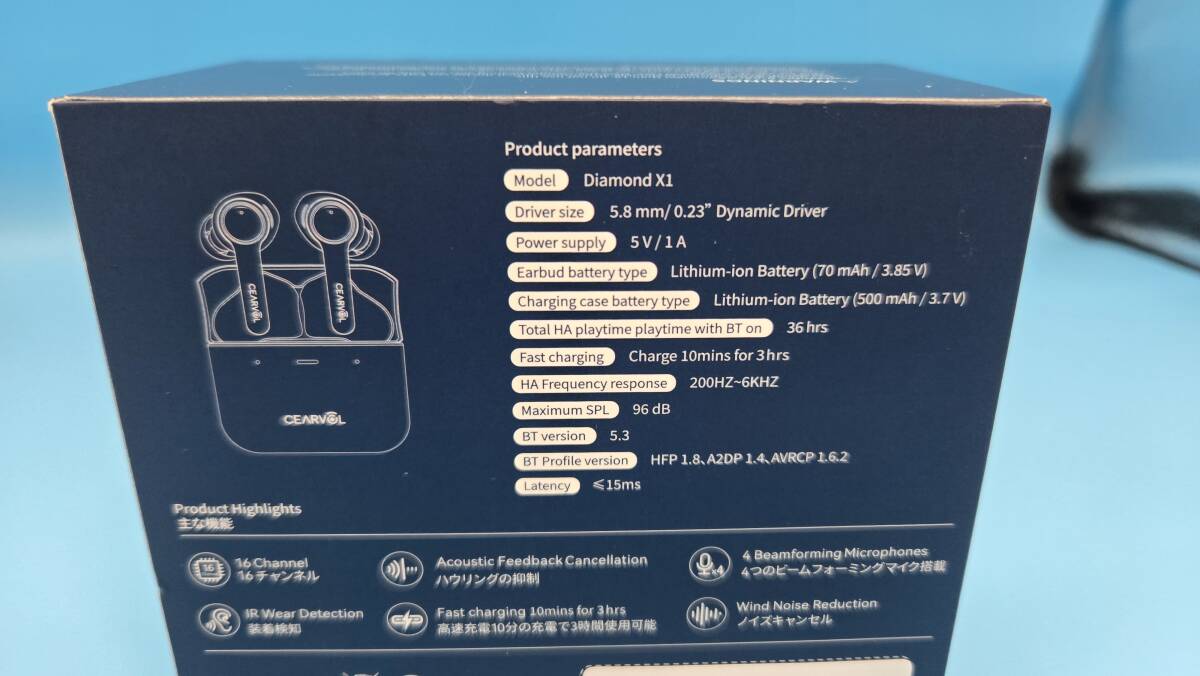 Product parameters
Model Diamond X1
Driver size 5.8 mm/ 0.23” Dynamic Driver
Power supply 5 V / 1 A
Earbud battery type Lithium-ion Battery (70 mAh / 3.85 V)
Charging case battery type Lithium-ion Battery (500 mAh / 3.7 V)
Total HA playtime playtime with BT on 36 hrs
Fast charging Charge 10mins for 3 hrs
HA Frequency response 200HZ~6KHZ
Maximum SPL 96 dB
BT version 5.3
BT Profile version HFP 1.8、A2DP 1.4、AVRCP 1.6.2
Latency ≤15ms
CEARVOL
CEARVOL
CEARVOL
Product Highlights
主な機能
16
16 Channel
16 チャンネル
Acoustic Feedback Cancellation
ハウリングの抑制
x4
4 Beamforming Microphones
4つのビームフォーミングマイク搭載
IR Wear Detection
装着検知
Fast charging 10mins for 3 hrs
高速充電10分の充電で3時間使用可能
Wind Noise Reduction
ノイズキャンセル